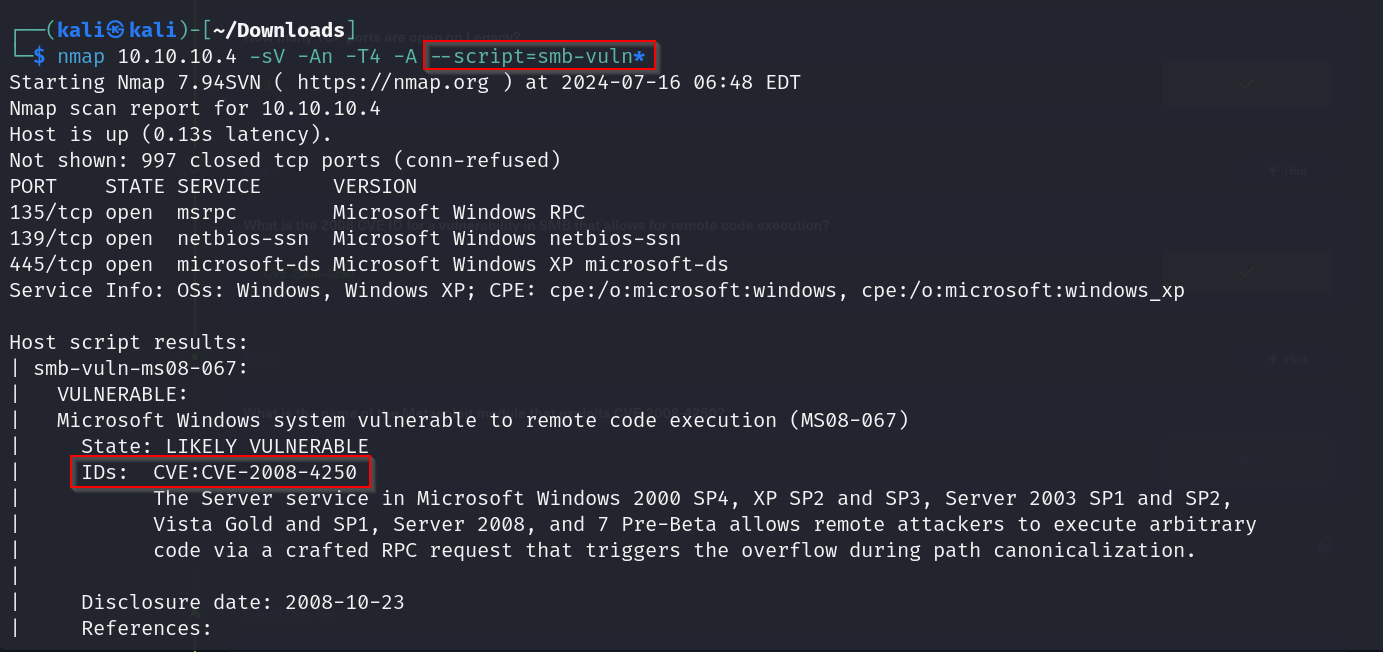 ┌──(kali㉿kali)-[~/Downloads]
└─$ nmap 10.10.10.4 -sV -An -T4 -A --script=smb-vuln*
Starting Nmap 7.94SVN ( https://nmap.org ) at 2024-07-16 06:48 EDT
Nmap scan report for 10.10.10.4
Host is up (0.13s latency).
Not shown: 997 closed tcp ports (conn-refused)
PORT    STATE SERVICE      VERSION
135/tcp open  msrpc        Microsoft Windows RPC
139/tcp open  netbios-ssn  Microsoft Windows netbios-ssn
445/tcp open  microsoft-ds Microsoft Windows XP microsoft-ds
Service Info: OSs: Windows, Windows XP; CPE: cpe:/o:microsoft:windows, cpe:/o:microsoft:windows_xp

Host script results:
| smb-vuln-ms08-067:
|   VULNERABLE:
|   Microsoft Windows system vulnerable to remote code execution (MS08-067)
|     State: LIKELY VULNERABLE
|     IDs:  CVE:CVE-2008-4250
|           The Server service in Microsoft Windows 2000 SP4, XP SP2 and SP3, Server 2003 SP1 and SP2,
|           Vista Gold and SP1, Server 2008, and 7 Pre-Beta allows remote attackers to execute arbitrary
|           code via a crafted RPC request that triggers the overflow during path canonicalization.
|
|     Disclosure date: 2008-10-23
|     References: